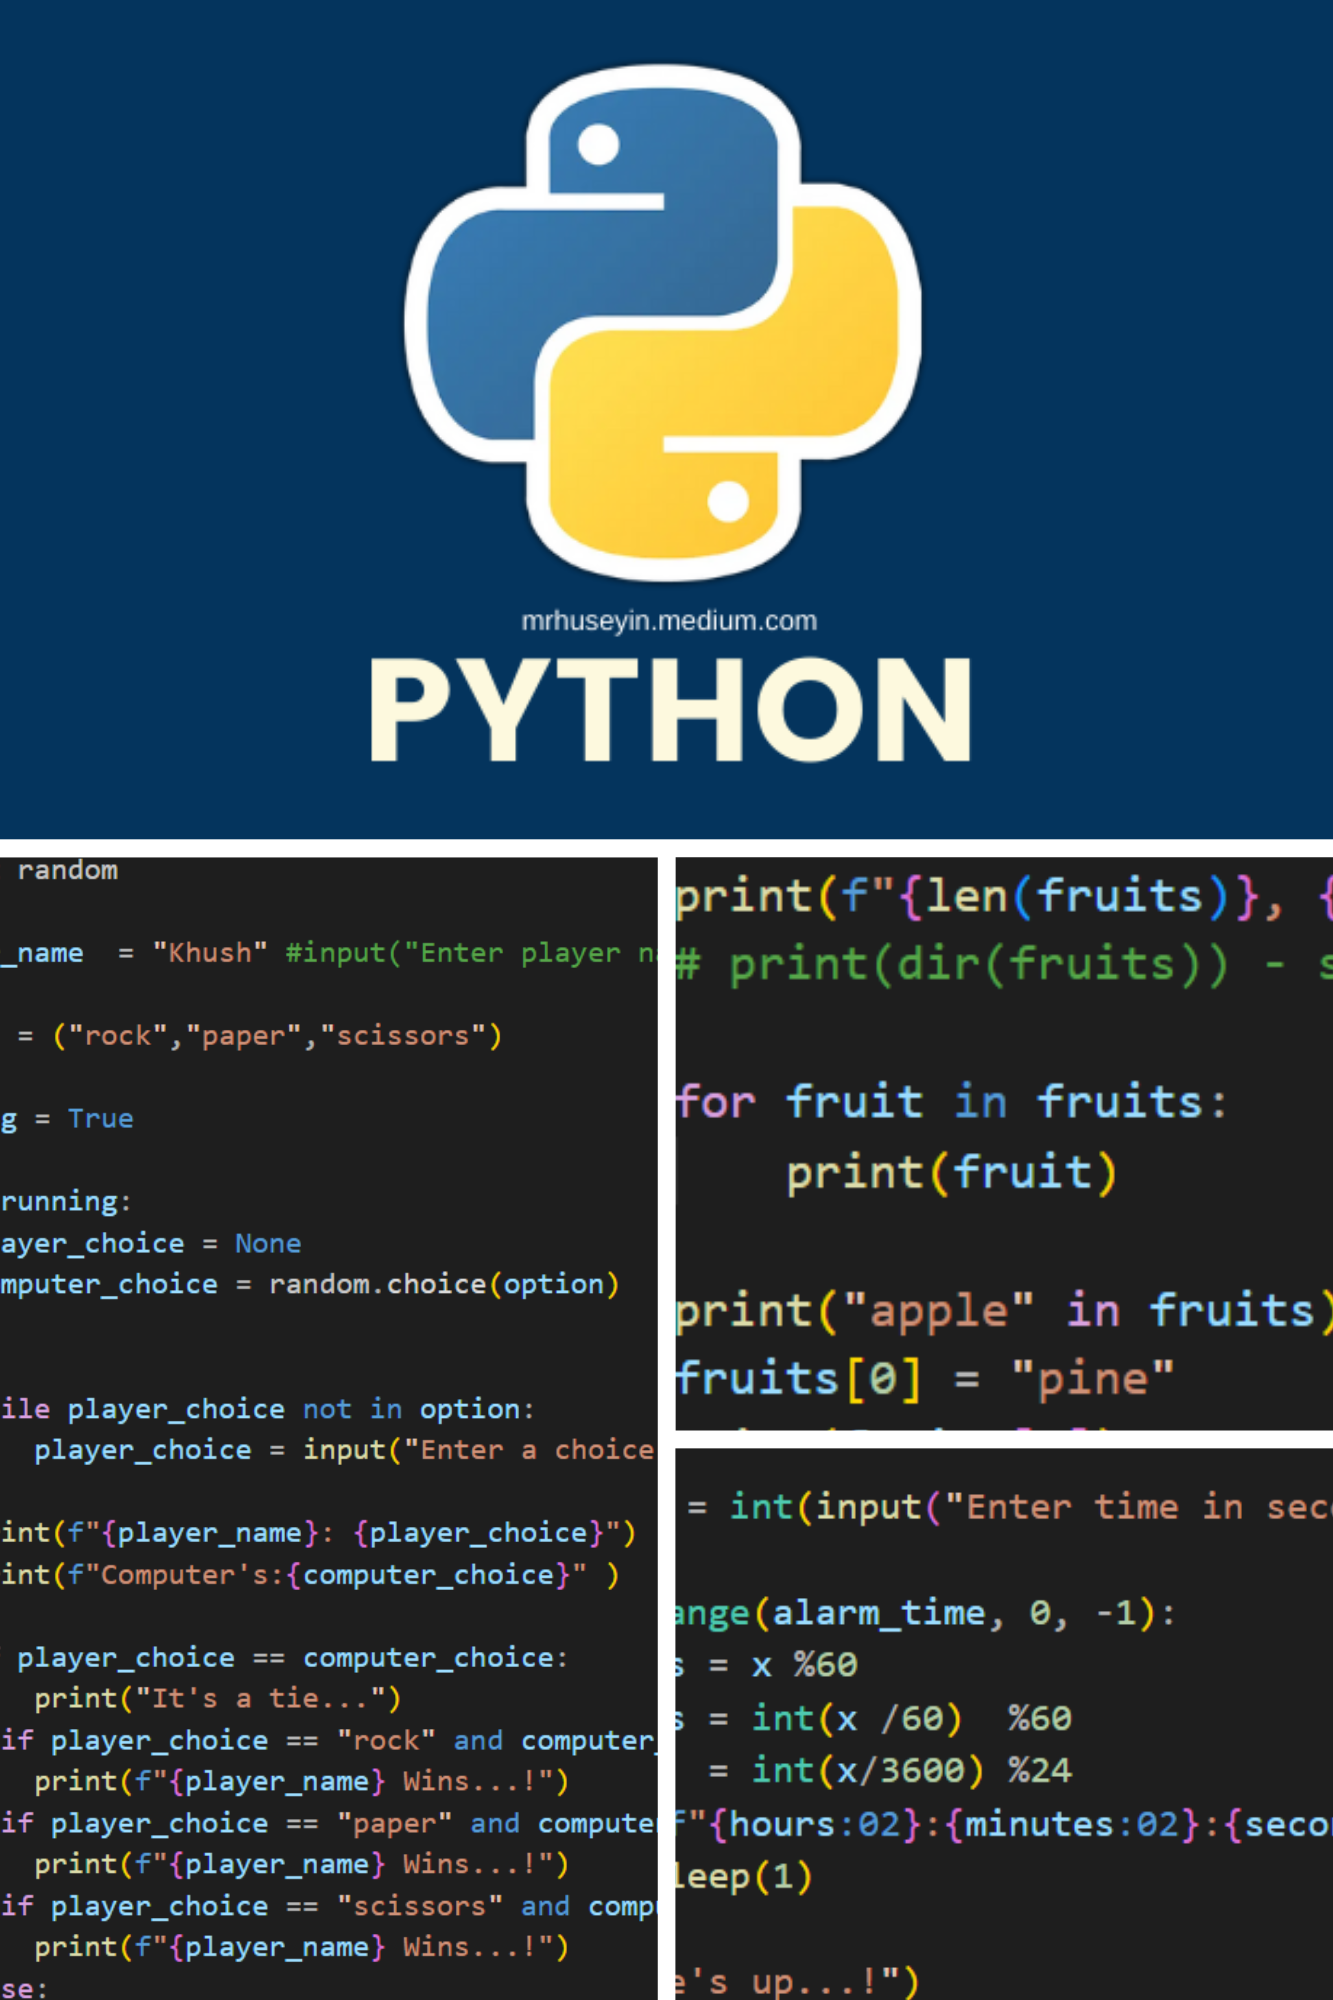 mrhuseyin.medium.com
PYTHON
random
_name = "Khush" #input("Enter player n
= ("rock","paper","scissors")
g = True
running:
ayer_choice = None
mputer_choice = random.choice(option)
ile player_choice not in option:
player_choice = input("Enter a choice
int(f"{player_name}: {player_choice}")
int(f"Computer's:{computer_choice}" )
player_choice == computer_choice:
print("It's a tie...")
if player_choice == "rock" and computer_
print(f"{player_name} Wins...!")
if player_choice == "paper" and compute
print(f"{player_name} Wins...!")
if player_choice == "scissors" and comp
print(f"{player_name} Wins...!")
se:
print(f"{len(fruits)}, {
# print(dir(fruits)) - s
for fruit in fruits:
print(fruit)
print("apple" in fruits)
fruits[0] = "pine"
= int(input("Enter time in sec
ange(alarm_time, 0, -1):
s = x %60
s = int(x /60) %60
= int(x/3600) %24
f"{hours:02}:{minutes:02}:{seco
leep(1)
e's up...!")